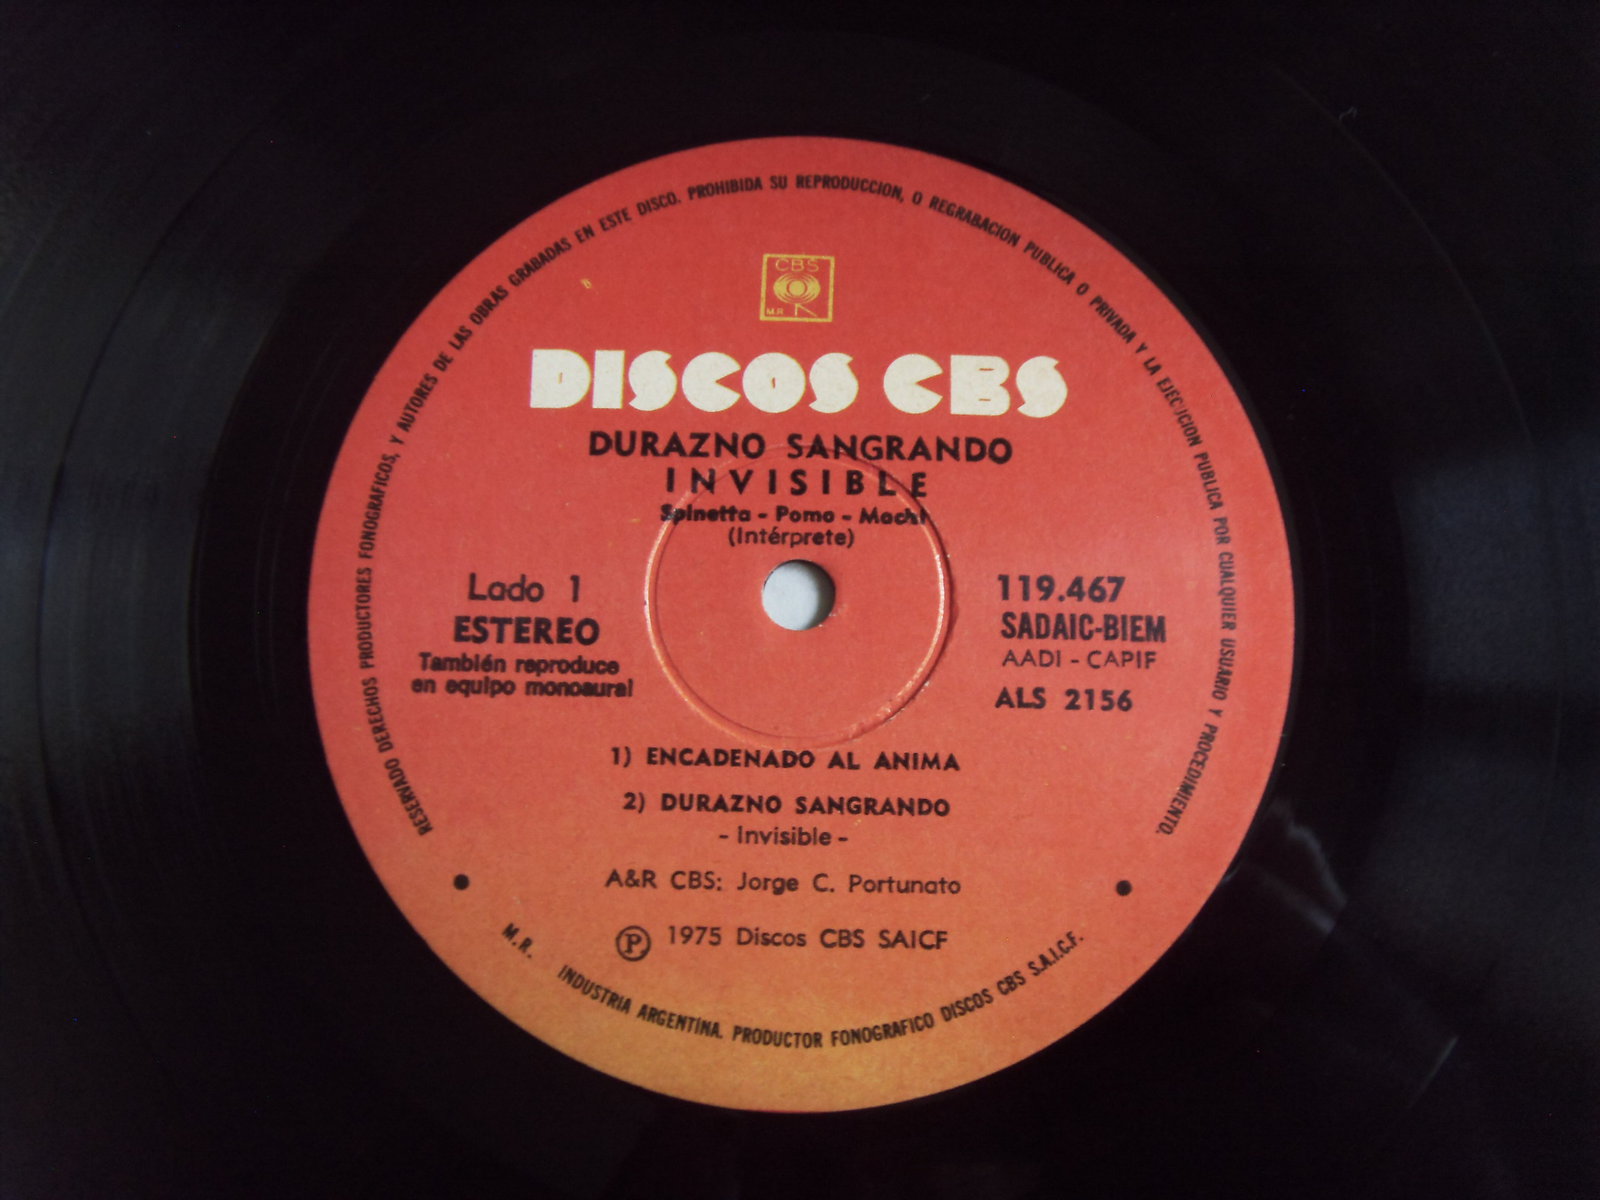 RESERVADO DERECHOS PRODUCTORES FONOGRAFICOS, Y AUTORES DE LAS OBRAS GRABADAS EN ESTE DISCO. PROHIBIDA SU REPRODUCCION, O REGRABACION PUBLICA O PRIVADA Y LA EJECUCION PUBLICA POR CUALQUIER USUARIO Y PROCEDIMIENTO.
CBS
M.R.
DISCOS CBS
DURAZNO SANGRANDO
INVISIBLE
Spinetta - Pomo - Machi
(Intérprete)
Lado 1
ESTEREO
También reproduce
en equipo monoaural
119.467
SADAIC-BIEM
AADI - CAPIF
ALS 2156
1) ENCADENADO AL ANIMA
2) DURAZNO SANGRANDO
- Invisible -
A&R CBS: Jorge C. Portunato
Ⓟ 1975 Discos CBS SAICF
M.R. INDUSTRIA ARGENTINA. PRODUCTOR FONOGRAFICO DISCOS CBS S.A.I.C.F.